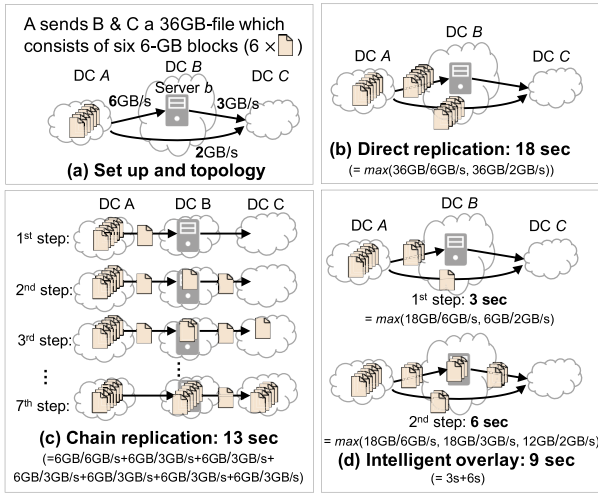 A sends B & C a 36GB-file which
consists of six 6-GB blocks (6 × )
DC A
DC B
DC C
Server b
6GB/s
3GB/s
2GB/s
(a) Set up and topology
DC A
DC B
DC C
(b) Direct replication: 18 sec
(= max(36GB/6GB/s, 36GB/2GB/s))
DC A
DC B
DC C
1st step:
2nd step:
3rd step:
⋮
⋮
7th step:
(c) Chain replication: 13 sec
(=6GB/6GB/s+6GB/3GB/s+6GB/3GB/s+
6GB/3GB/s+6GB/3GB/s+6GB/3GB/s+6GB/3GB/s)
DC A
DC B
DC C
1st step: 3 sec
= max(18GB/6GB/s, 6GB/2GB/s)
2nd step: 6 sec
= max(18GB/6GB/s, 18GB/3GB/s, 12GB/2GB/s)
(d) Intelligent overlay: 9 sec
(= 3s+6s)